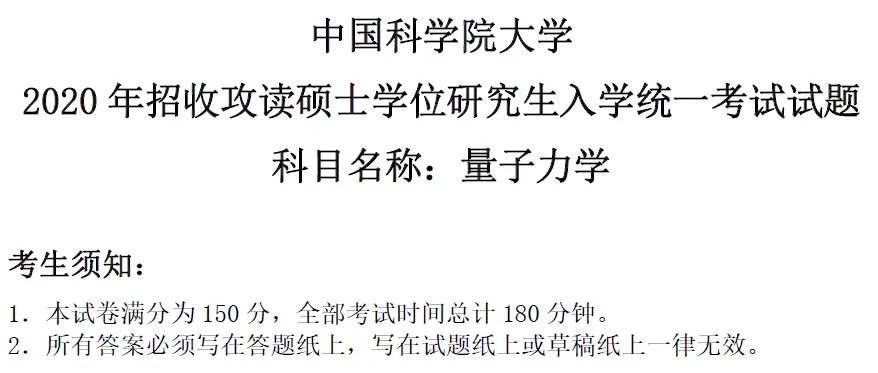 中国科学院大学
2020 年招收攻读硕士学位研究生入学统一考试试题
科目名称：量子力学
考生须知：
1．本试卷满分为 150 分，全部考试时间总计 180 分钟。
2．所有答案必须写在答题纸上，写在试题纸上或草稿纸上一律无效。